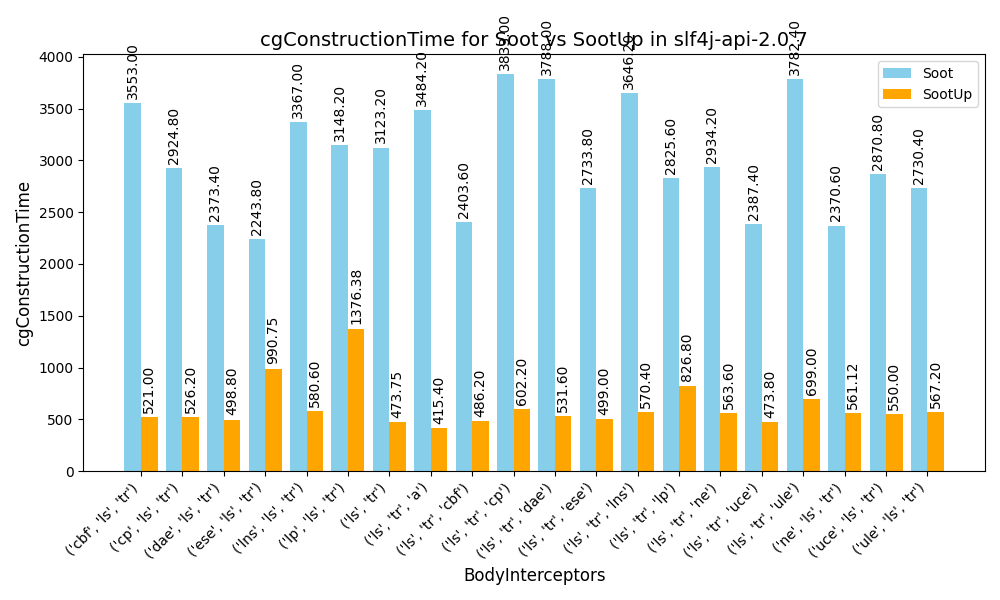 cgConstructionTime for Soot vs SootUp in slf4j-api-2.0.7
Soot
SootUp
cgConstructionTime
4000
3500
3000
2500
2000
1500
1000
500
0
3553.00
2924.80
2373.40
2243.80
3367.00
3148.20
3123.20
3484.20
2403.60
3788.00
2733.80
3646.20
2825.60
2934.20
2387.40
3782.40
2370.60
2870.80
2730.40
521.00
526.20
498.80
990.75
580.60
1376.38
473.75
415.40
486.20
602.20
531.60
499.00
570.40
826.80
563.60
473.80
699.00
561.12
550.00
567.20
('cbf', 'ls', 'tr')
('cp', 'ls', 'tr')
('dae', 'ls', 'tr')
('ese', 'ls', 'tr')
('lns', 'ls', 'tr')
('lp', 'ls', 'tr')
('ls', 'tr')
('ls', 'tr', 'a')
('ls', 'tr', 'cbf')
('ls', 'tr', 'cp')
('ls', 'tr', 'dae')
('ls', 'tr', 'ese')
('ls', 'tr', 'lns')
('ls', 'tr', 'lp')
('ls', 'tr', 'ne')
('ls', 'tr', 'uce')
('ls', 'tr', 'ule')
('ne', 'ls', 'tr')
('uce', 'ls', 'tr')
('ule', 'ls', 'tr')
BodyInterceptors